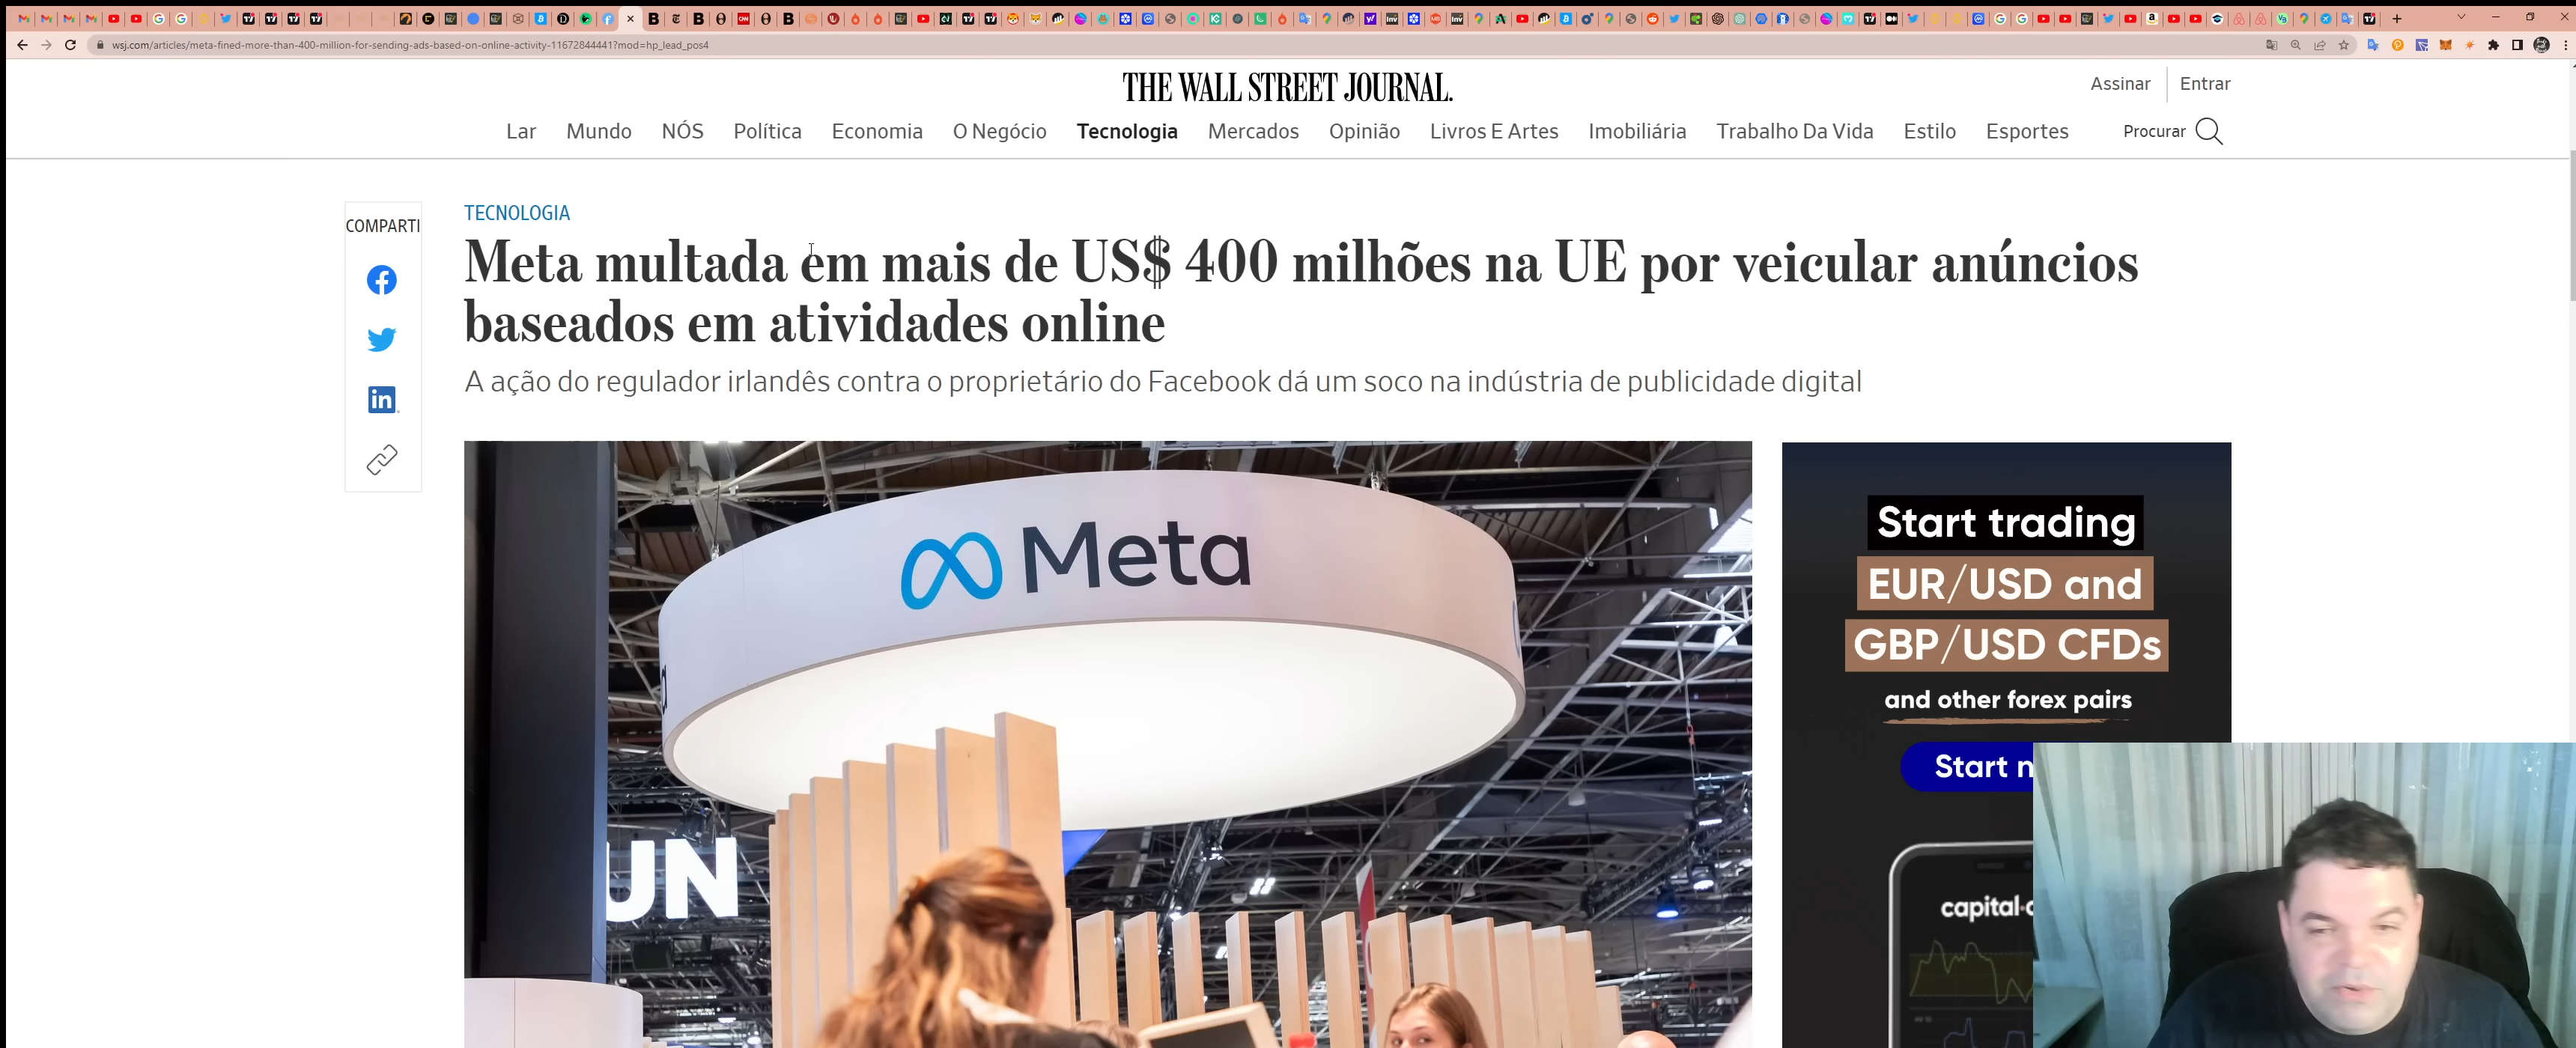 wsj.com/articles/meta-fined-more-than-400-million-for-sending-ads-based-on-online-activity-11672844441?mod=hp_lead_pos4
THE WALL STREET JOURNAL.
Assinar
Entrar
Lar Mundo NÓS Política Economia O Negócio Tecnologia Mercados Opinião Livros E Artes Imobiliária Trabalho Da Vida Estilo Esportes
Procurar
COMPARTI
TECNOLOGIA
Meta multada em mais de US$ 400 milhões na UE por veicular anúncios
baseados em atividades online
A ação do regulador irlandês contra o proprietário do Facebook dá um soco na indústria de publicidade digital
Meta
UN
Start trading
EUR/USD and
GBP/USD CFDs
and other forex pairs
Start
capital